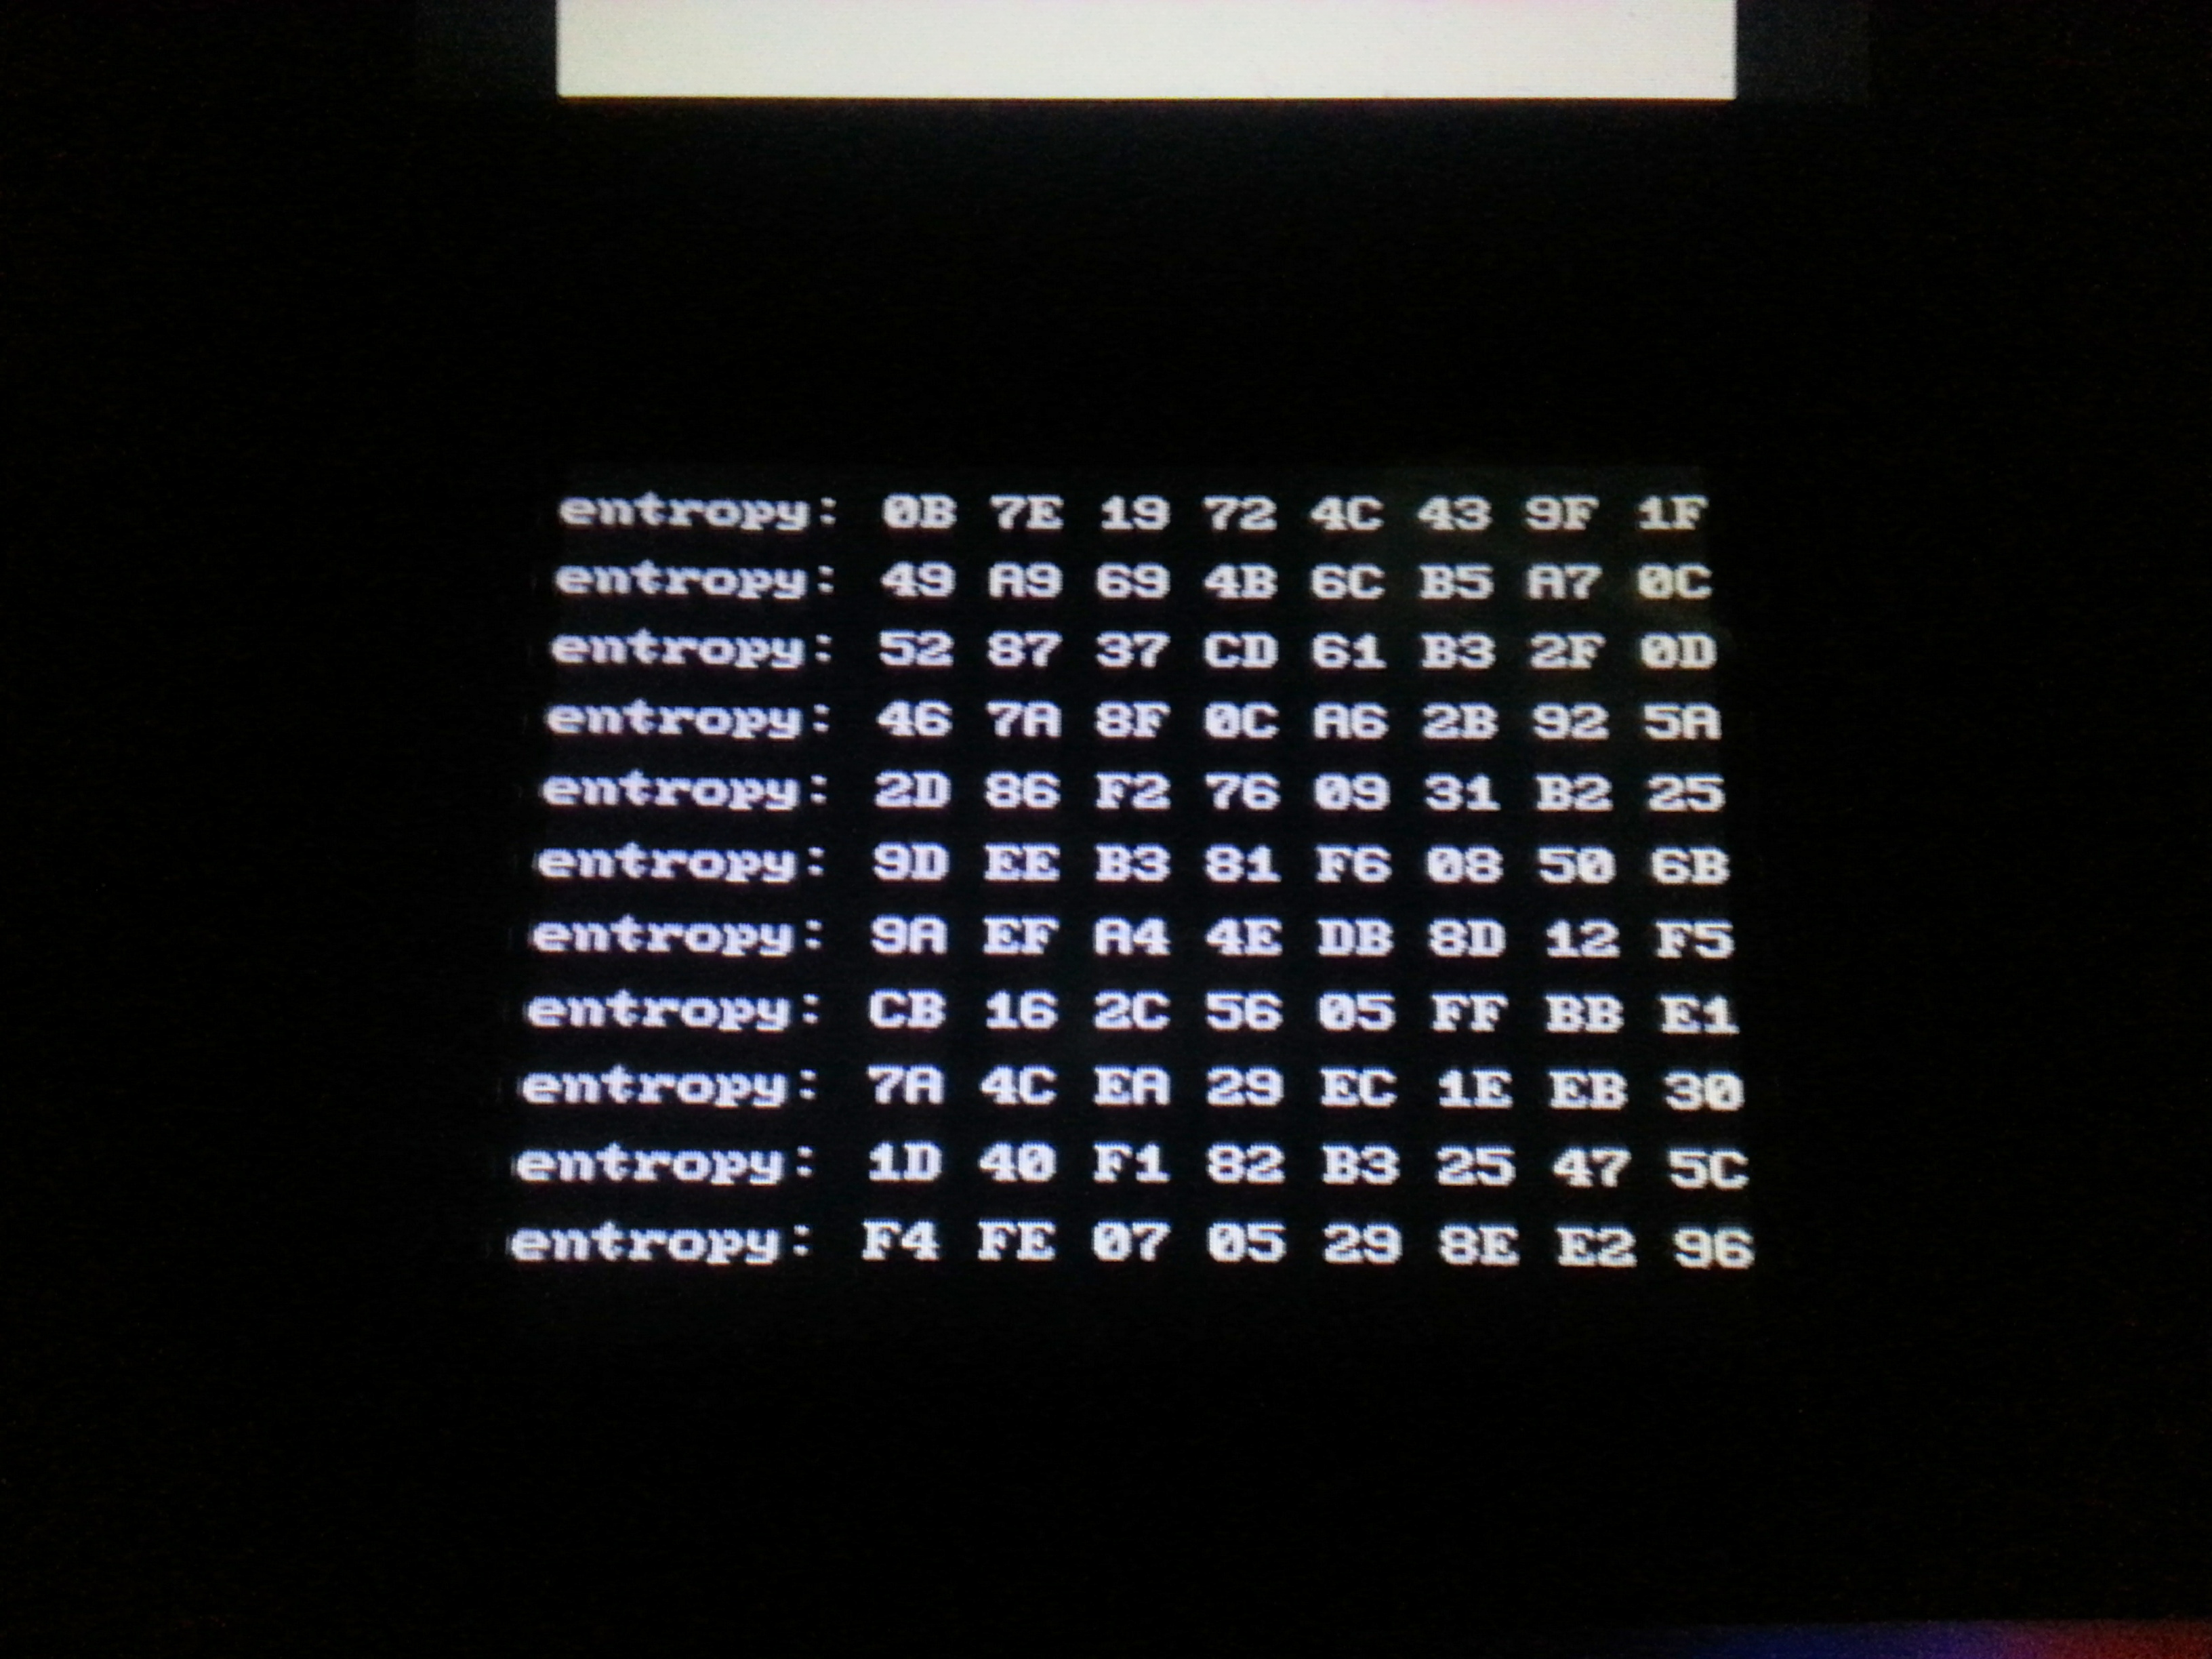 entropy: 0B 7E 19 72 4C 43 9F 1F
entropy: 49 A9 69 4B 6C B5 A7 0C
entropy: 52 87 37 CD 61 B3 2F 0D
entropy: 46 7A 8F 0C A6 2B 92 5A
entropy: 2D 86 F2 76 09 31 B2 25
entropy: 9D EE B3 81 F6 08 50 6B
entropy: 9A EF A4 4E DB 8D 12 F5
entropy: CB 16 2C 56 05 FF BB E1
entropy: 7A 4C EA 29 EC 1E EB 30
entropy: 1D 40 F1 82 B3 25 47 5C
entropy: F4 FE 07 05 29 8E E2 96